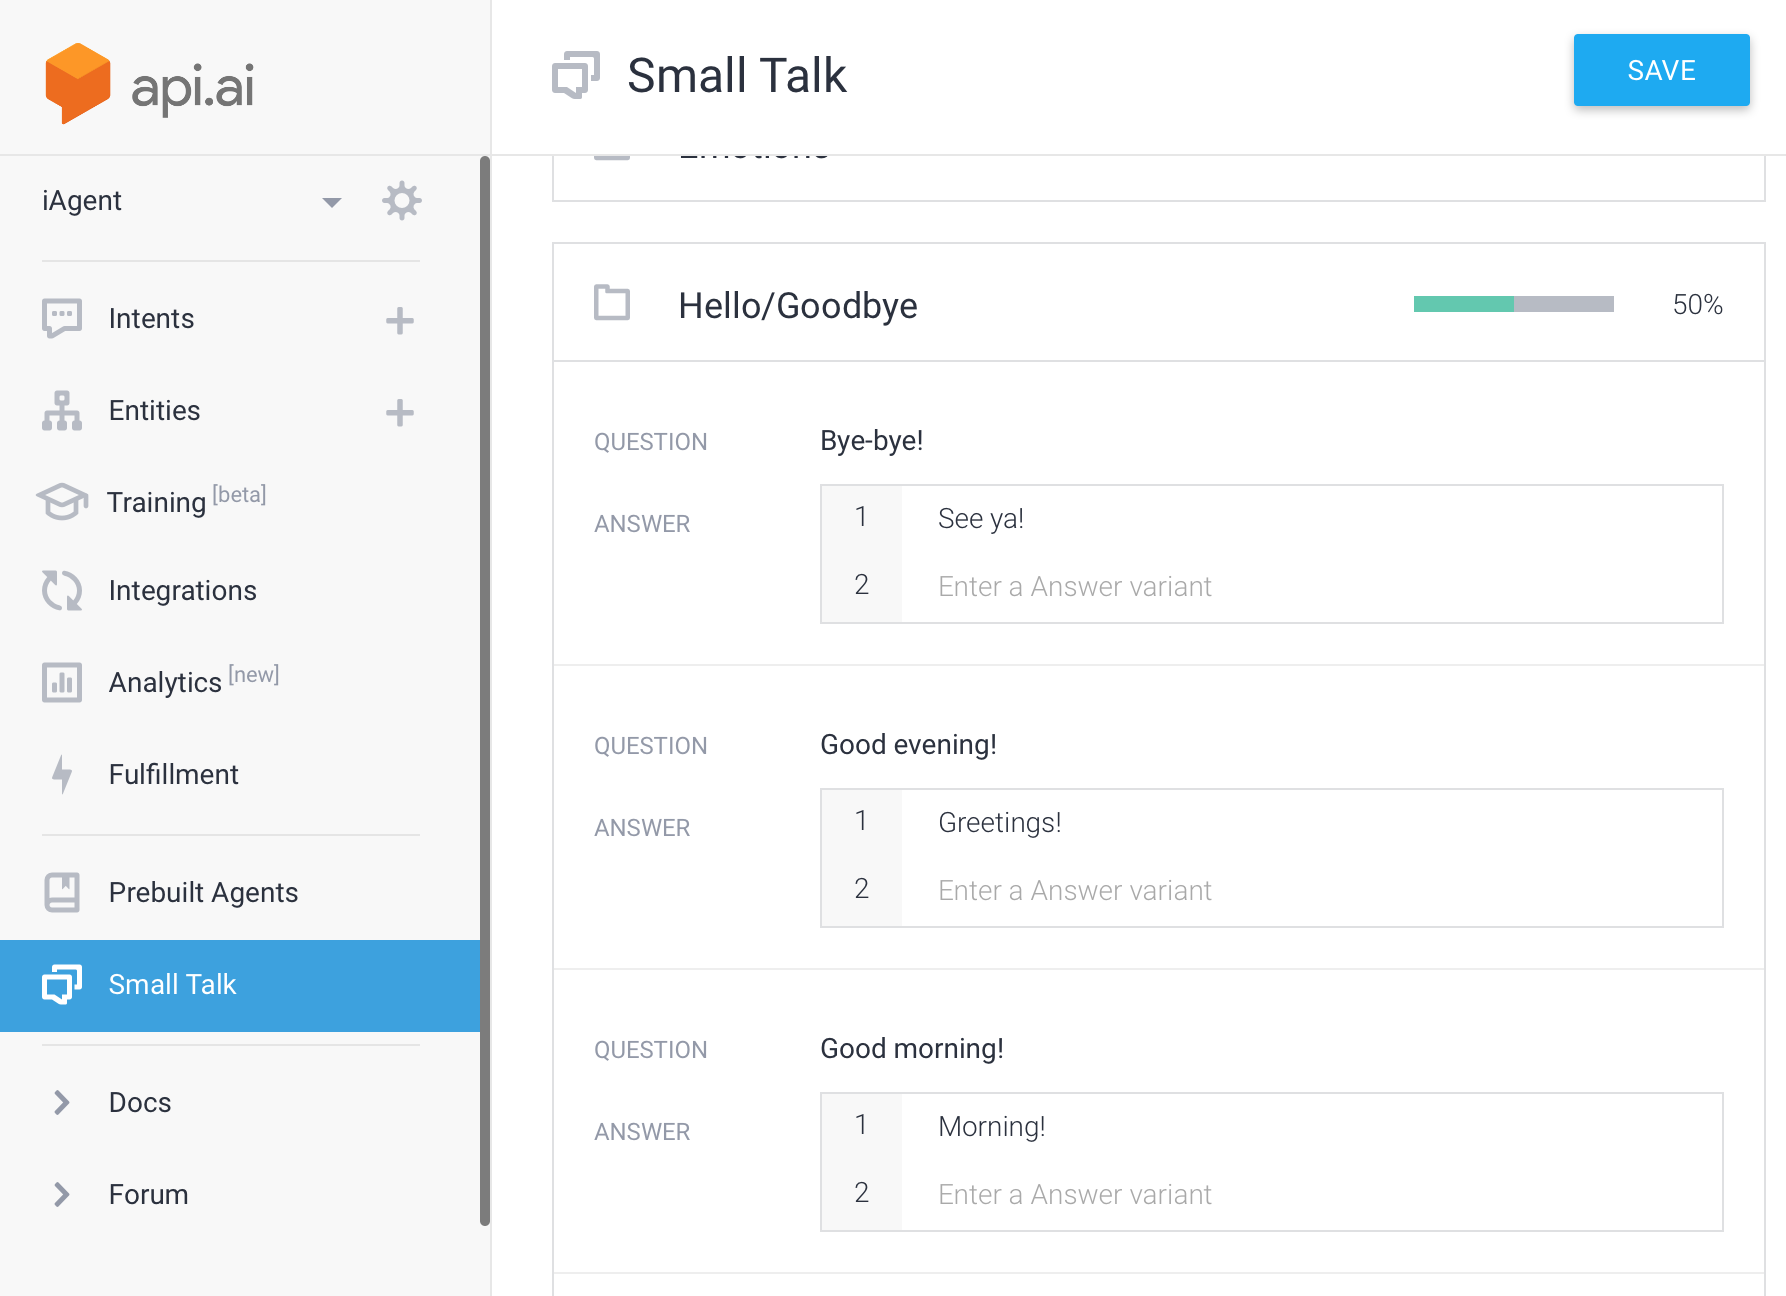 api.ai
iAgent
Intents
Entities
Training [beta]
Integrations
Analytics [new]
Fulfillment
Prebuilt Agents
Small Talk
Docs
Forum
Small Talk
SAVE
Emotions
Hello/Goodbye
50%
QUESTION
Bye-bye!
ANSWER
1 See ya!
2 Enter a Answer variant
QUESTION
Good evening!
ANSWER
1 Greetings!
2 Enter a Answer variant
QUESTION
Good morning!
ANSWER
1 Morning!
2 Enter a Answer variant